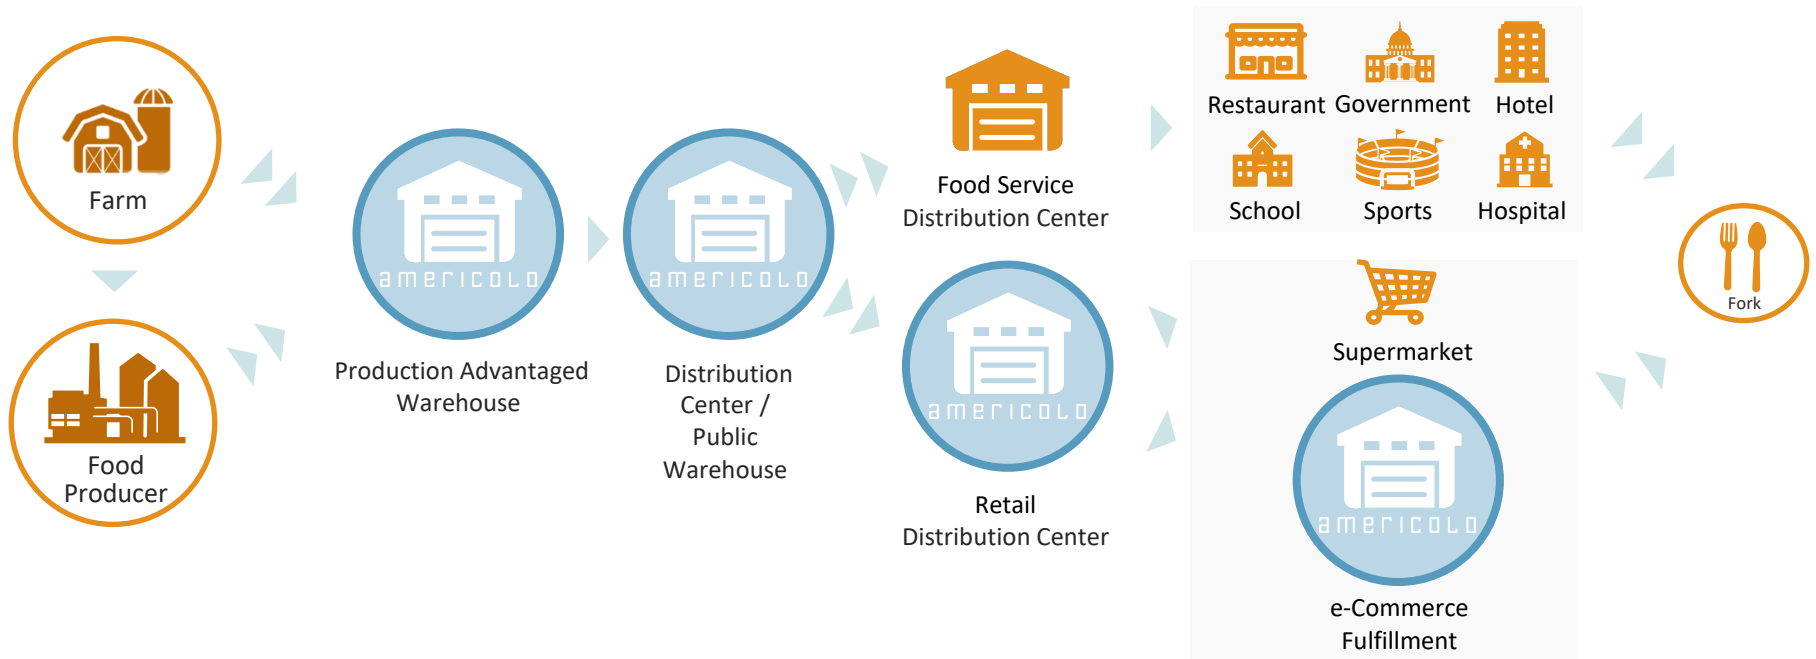 Farm
Food
Producer
americold
Production Advantaged
Warehouse
americold
Distribution
Center /
Public
Warehouse
Food Service
Distribution Center
americold
Retail
Distribution Center
Restaurant
Government
Hotel
School
Sports
Hospital
Supermarket
americold
e-Commerce
Fulfillment
Fork